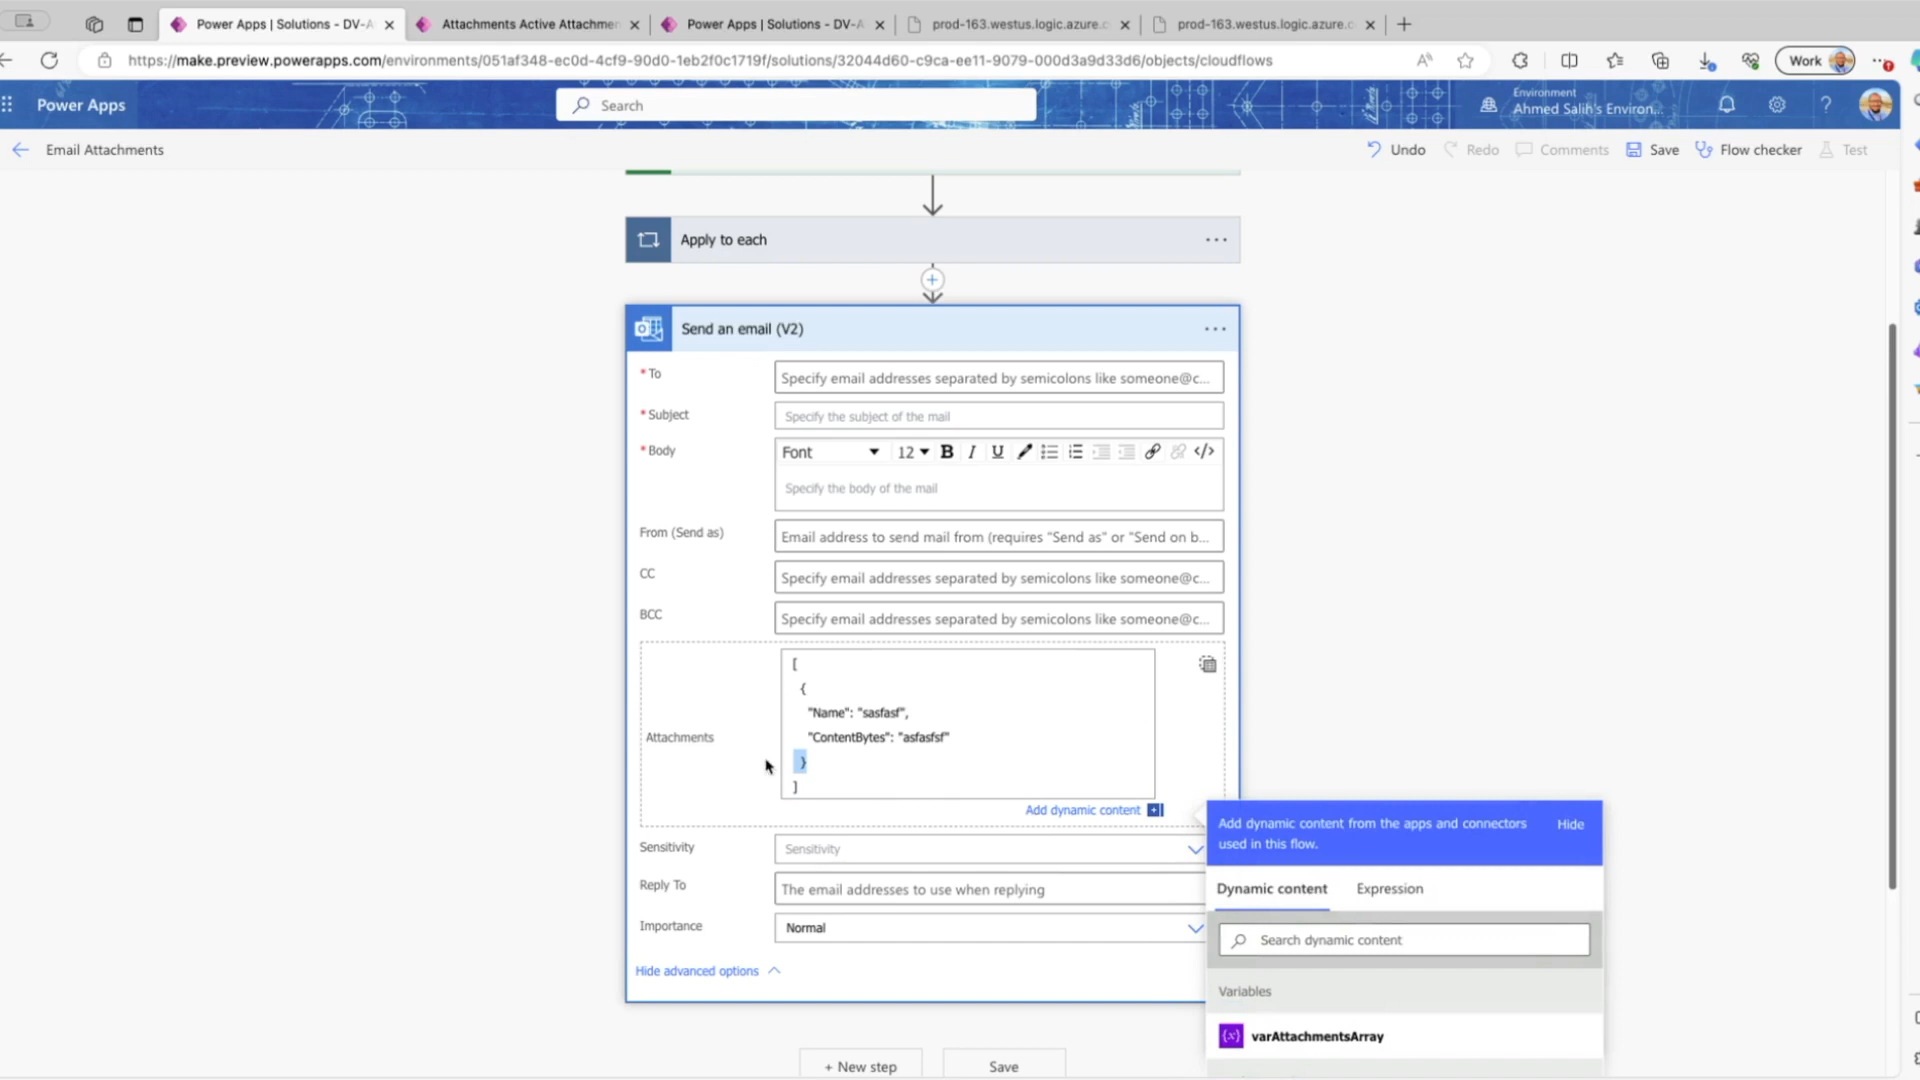 Power Apps | Solutions - DV-A
Attachments Active Attachmen
Power Apps | Solutions - DV-A
prod-163.westus.logic.azure.c
prod-163.westus.logic.azure.c
https://make.preview.powerapps.com/environments/051af348-ec0d-4cf9-90d0-1eb2f0c1719f/solutions/32044d60-c9ca-ee11-9079-000d3a9d33d6/objects/cloudflows
Work
Power Apps
Search
Environment
Ahmed Salih's Environ...
Email Attachments
Undo
Redo
Comments
Save
Flow checker
Test
Apply to each
Send an email (V2)
* To
Specify email addresses separated by semicolons like someone@c...
* Subject
Specify the subject of the mail
* Body
Font
12
B
I
U
</>
Specify the body of the mail
From (Send as)
Email address to send mail from (requires "Send as" or "Send on b...
CC
Specify email addresses separated by semicolons like someone@c...
BCC
Specify email addresses separated by semicolons like someone@c...
Attachments
[
{
"Name": "sasfasf",
"ContentBytes": "asfasfsf"
}
]
Add dynamic content
Sensitivity
Sensitivity
Reply To
The email addresses to use when replying
Importance
Normal
Hide advanced options
+ New step
Save
Add dynamic content from the apps and connectors
used in this flow.
Hide
Dynamic content
Expression
Search dynamic content
Variables
{x}
varAttachmentsArray